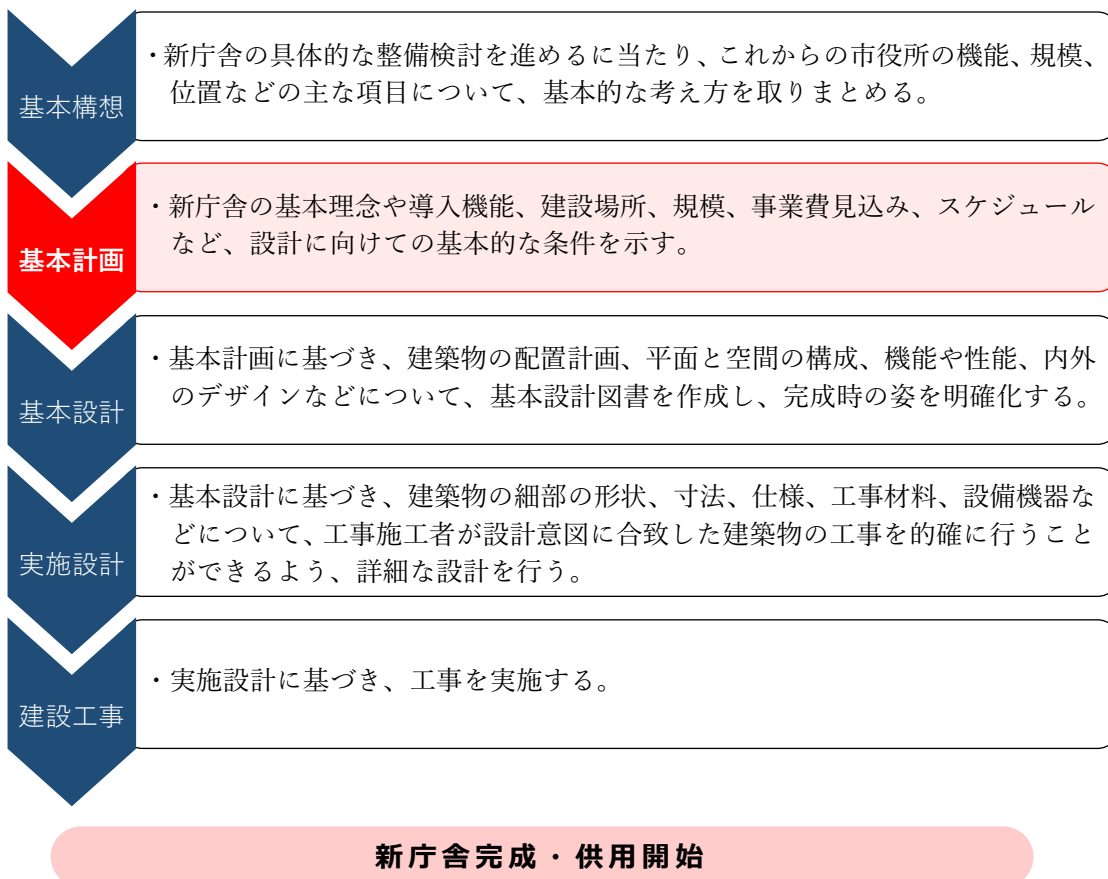 基本構想
・新庁舎の具体的な整備検討を進めるに当たり、これからの市役所の機能、規模、
位置などの主な項目について、基本的な考え方を取りまとめる。
基本計画
・新庁舎の基本理念や導入機能、建設場所、規模、事業費見込み、スケジュール
など、設計に向けての基本的な条件を示す。
基本設計
・基本計画に基づき、建築物の配置計画、平面と空間の構成、機能や性能、内外
のデザインなどについて、基本設計図書を作成し、完成時の姿を明確化する。
実施設計
・基本設計に基づき、建築物の細部の形状、寸法、仕様、工事材料、設備機器な
どについて、工事施工者が設計意図に合致した建築物の工事を的確に行うこと
ができるよう、詳細な設計を行う。
建設工事
・実施設計に基づき、工事を実施する。
新庁舎完成・供用開始